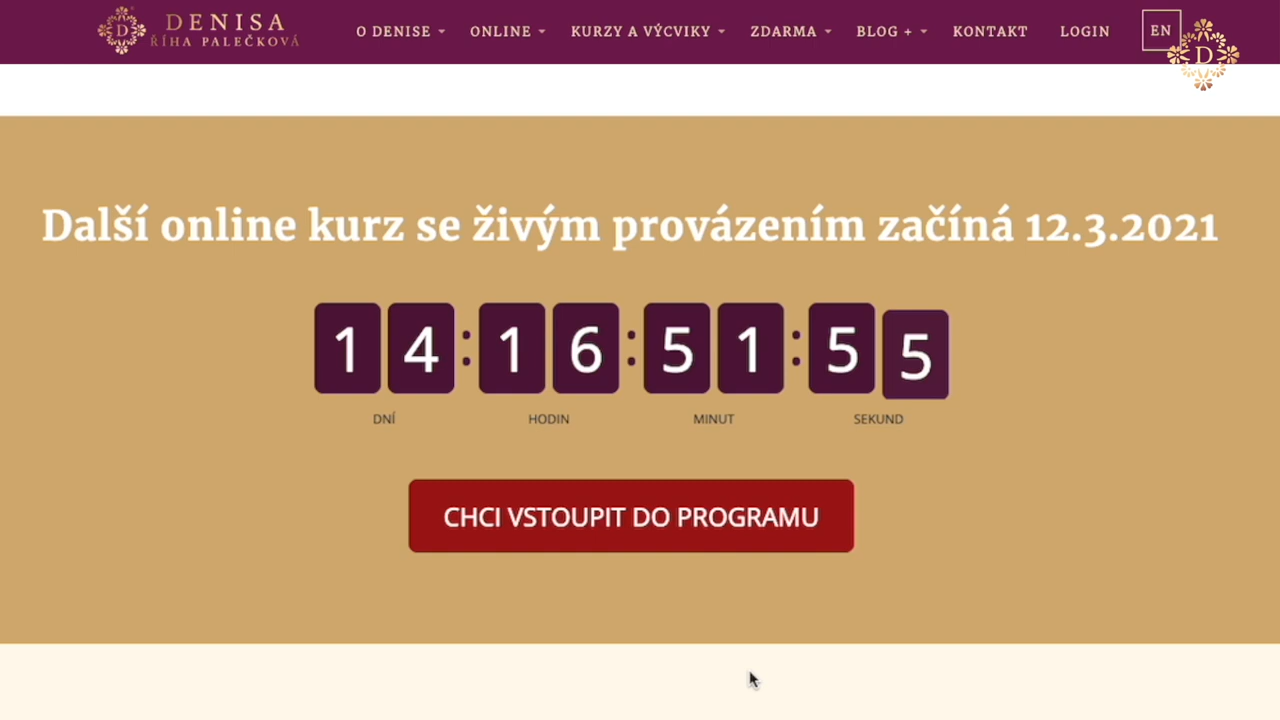 DENISA
ŘÍHA PALEČKOVÁ
D
O DENISE ONLINE KURZY A VÝCVIKY ZDARMA BLOG + KONTAKT LOGIN EN
D
Další online kurz se živým provázením začíná 12.3.2021
14:16:51:55
DNÍ HODIN MINUT SEKUND
CHCI VSTOUPIT DO PROGRAMU